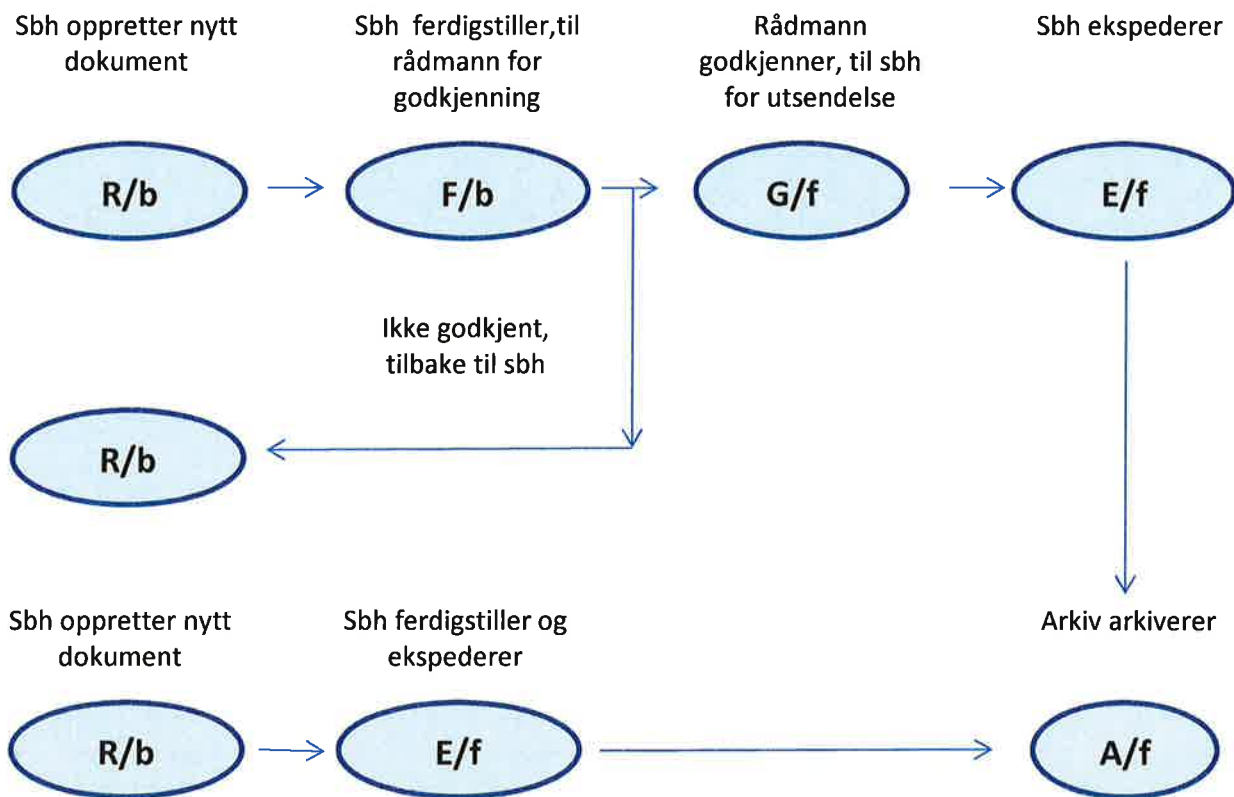 Sbh oppretter nytt
dokument
Sbh ferdigstiller,til
rådmann for
godkjenning
Rådmann
godkjenner, til sbh
for utsendelse
Sbh ekspederer
R/b
F/b
G/f
E/f
Ikke godkjent,
tilbake til sbh
R/b
Sbh oppretter nytt
dokument
Sbh ferdigstiller og
ekspederer
Arkiv arkiverer
R/b
E/f
A/f